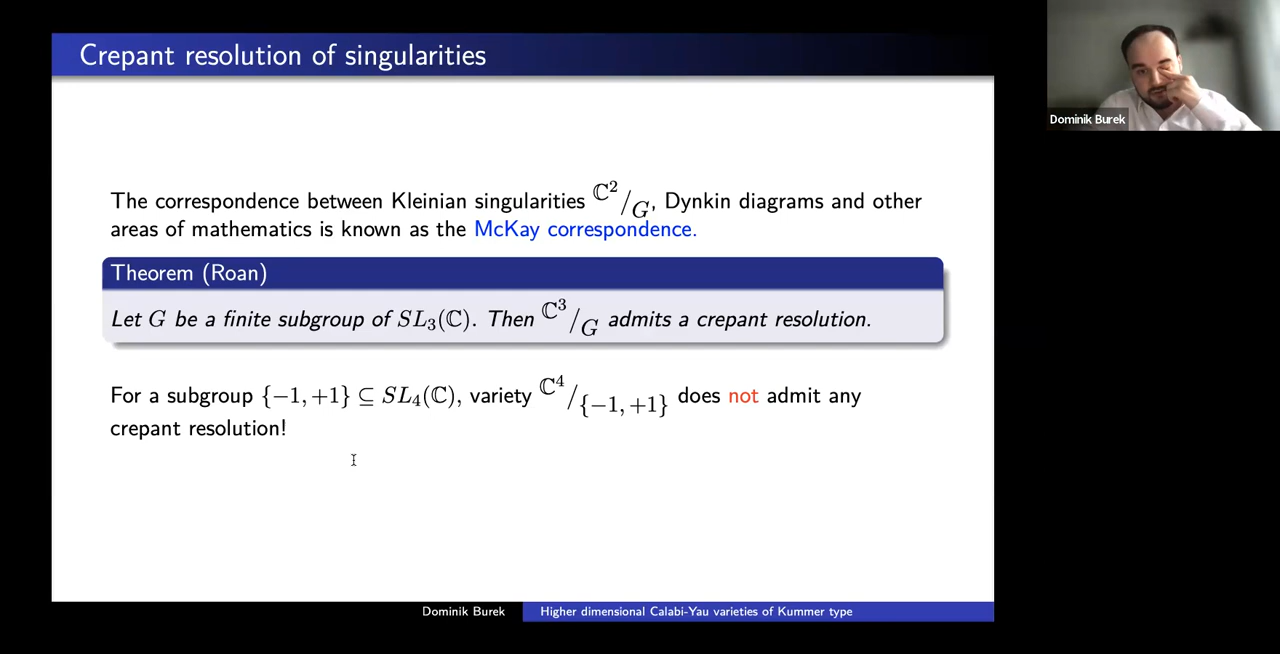 Crepant resolution of singularities
Dominik Burek
The correspondence between Kleinian singularities ℂ²/G, Dynkin diagrams and other
areas of mathematics is known as the McKay correspondence.
Theorem (Roan)
Let G be a finite subgroup of SL₃(ℂ). Then ℂ³/G admits a crepant resolution.
For a subgroup {−1, +1} ⊆ SL₄(ℂ), variety ℂ⁴/{−1, +1} does not admit any
crepant resolution!
Dominik Burek
Higher dimensional Calabi-Yau varieties of Kummer type